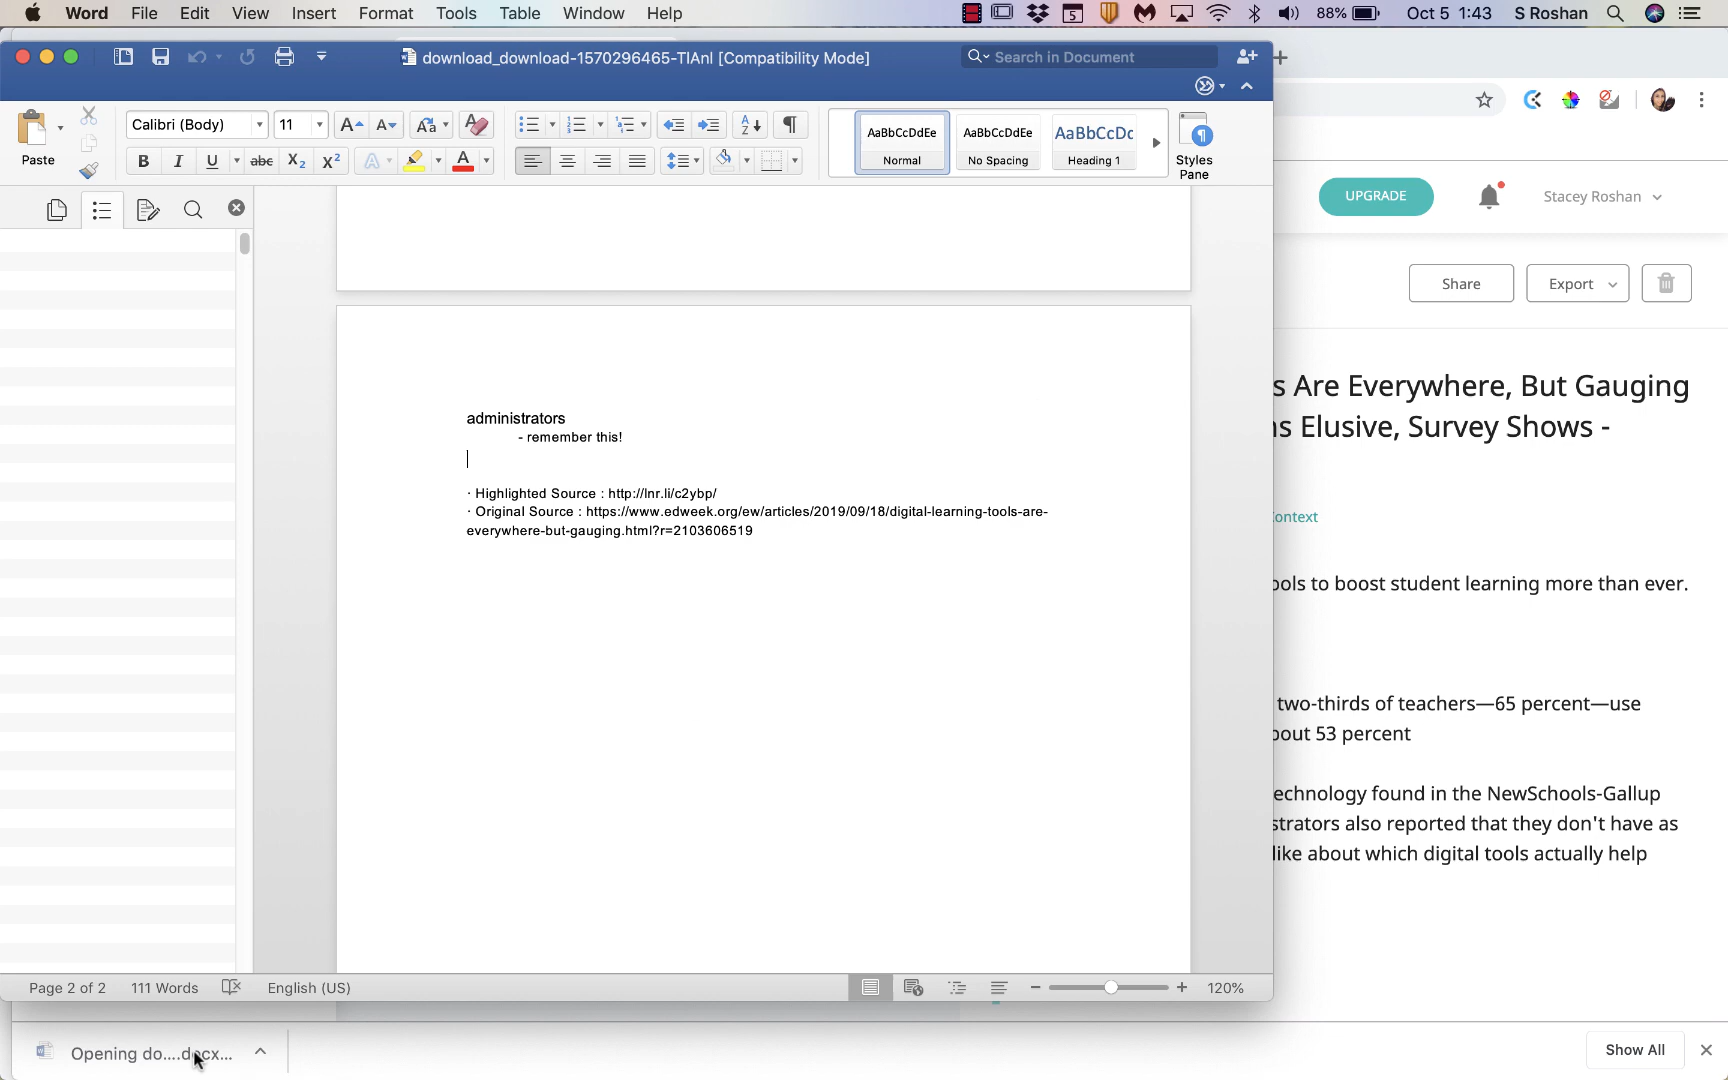 Word File Edit View Insert Format Tools Table Window Help 5 88% Oct 5 1:43 S Roshan
download_download-1570296465-TIAnI [Compatibility Mode]
Search in Document
Paste
Calibri (Body) 11
AaBbCcDdEe AaBbCcDdEe AaBbCcDc
Normal No Spacing Heading 1
Styles
Pane
UPGRADE
Stacey Roshan
Share Export
administrators
- remember this!
· Highlighted Source : http://lnr.li/c2ybp/
· Original Source : https://www.edweek.org/ew/articles/2019/09/18/digital-learning-tools-are-
everywhere-but-gauging.html?r=2103606519
s Are Everywhere, But Gauging
ns Elusive, Survey Shows -
ontext
ools to boost student learning more than ever.
two-thirds of teachers—65 percent—use
bout 53 percent
echnology found in the NewSchools-Gallup
strators also reported that they don't have as
like about which digital tools actually help
Page 2 of 2 111 Words English (US) 120%
Opening do....docx...
Show All